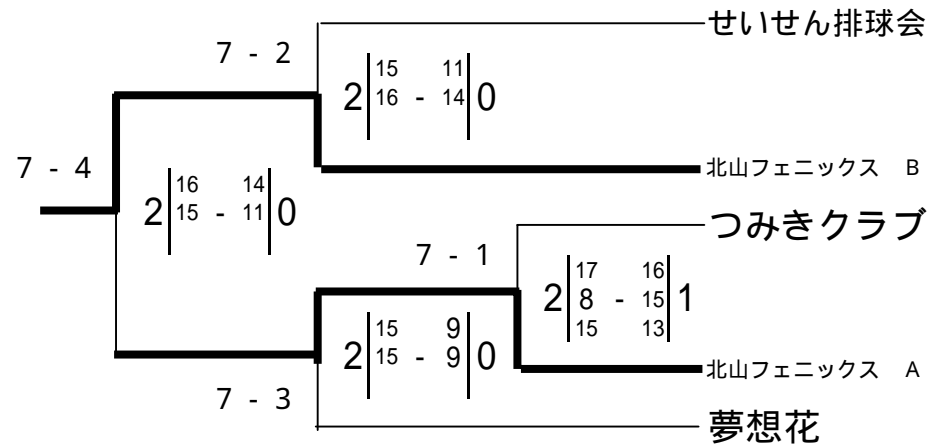 せいせん排球会
7 - 2
15 11
2 16 - 14 0
7 - 4
北山フェニックス B
16 14
2 15 - 11 0
つみきクラブ
7 - 1
17 16
2 8 - 15 1
15 13
15 9
2 15 - 9 0
北山フェニックス A
7 - 3
夢想花